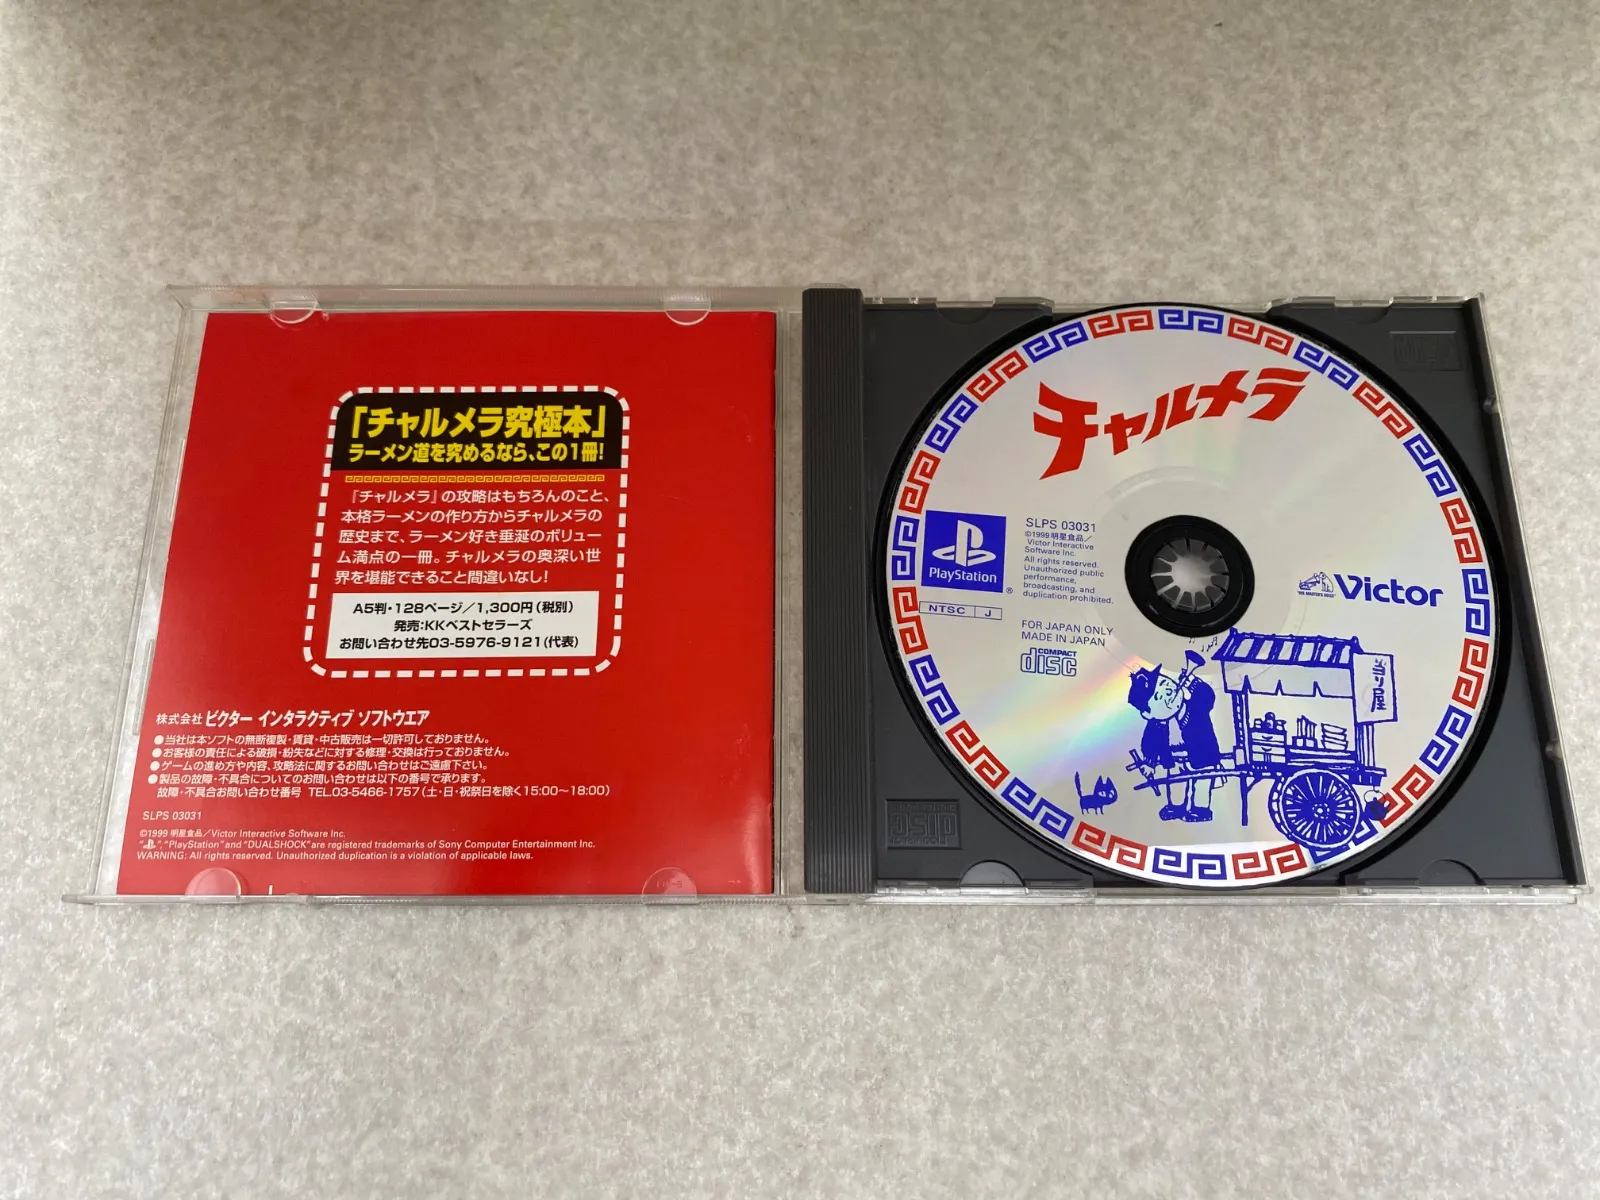 「チャルメラ究極本」
ラーメン道を究めるなら、この1冊!
『チャルメラ』の攻略はもちろんのこと、
本格ラーメンの作り方からチャルメラの
歴史まで、ラーメン好き垂涎のボリュー
ム満点の一冊。チャルメラの奥深い世
界を堪能できること間違いなし!
A5判・128ページ/1,300円(税別)
発売:KKベストセラーズ
お問い合わせ先03-5976-9121(代表)
株式会社 ビクター インタラクティブ ソフトウエア
●当社は本ソフトの無断複製・賃貸・中古販売は一切許可しておりません。
●お客様の責任による破損・紛失などに対する修理・交換は行っておりません。
●ゲームの進め方や内容、攻略法に関するお問い合わせはご遠慮下さい。
●製品の故障・不具合についてのお問い合わせは以下の番号で承ります。
故障・不具合お問い合わせ番号 TEL.03-5466-1757(土・日・祝祭日を除く15:00〜18:00)
SLPS 03031
©1999 明星食品/Victor Interactive Software Inc.
"PS", "PlayStation" and "DUALSHOCK" are registered trademarks of Sony Computer Entertainment Inc.
WARNING: All rights reserved. Unauthorized duplication is a violation of applicable laws.
チャルメラ
PlayStation
®
NTSC J
SLPS 03031
©1999 明星食品/
Victor Interactive
Software Inc.
All rights reserved.
Unauthorized public
performance,
broadcasting, and
duplication prohibited.
FOR JAPAN ONLY
MADE IN JAPAN
COMPACT
disc
"HIS MASTER'S VOICE"
Victor